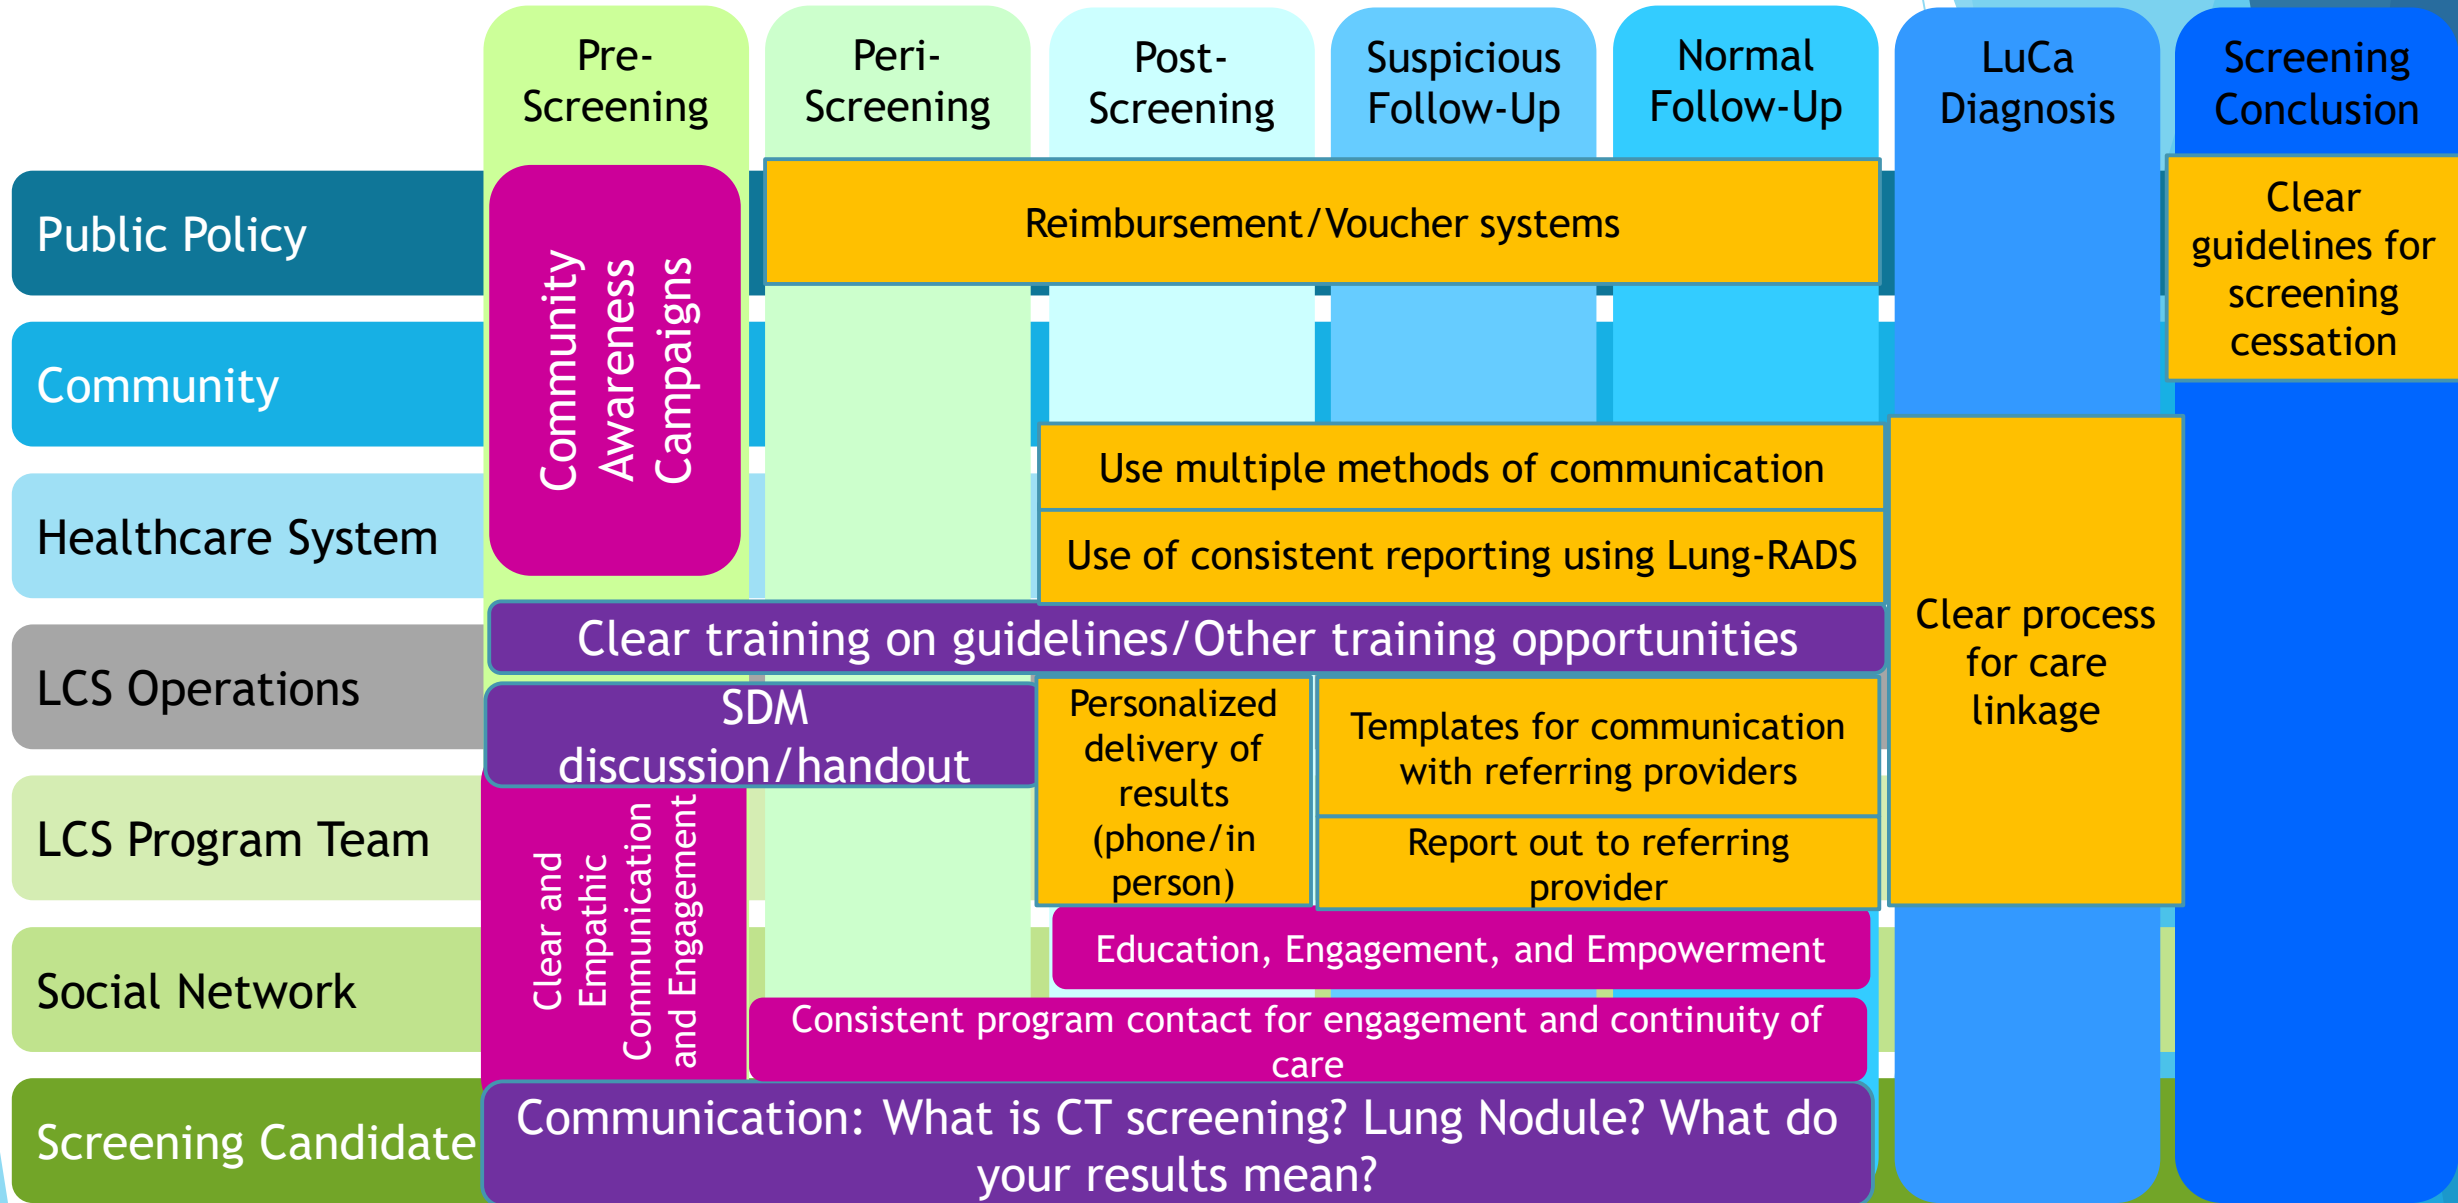 Pre-
Screening
Peri-
Screening
Post-
Screening
Suspicious
Follow-Up
Normal
Follow-Up
LuCa
Diagnosis
Screening
Conclusion
Public Policy
Community
Healthcare System
LCS Operations
LCS Program Team
Social Network
Screening Candidate
Community
Awareness
Campaigns
Reimbursement/Voucher systems
Clear
guidelines for
screening
cessation
Use multiple methods of communication
Use of consistent reporting using Lung-RADS
Clear training on guidelines/Other training opportunities
Clear process
for care
linkage
SDM
discussion/handout
Personalized
delivery of
results
(phone/in
person)
Templates for communication
with referring providers
Report out to referring
provider
Clear and
Empathic
Communication
and Engagement
Education, Engagement, and Empowerment
Consistent program contact for engagement and continuity of
care
Communication: What is CT screening? Lung Nodule? What do
your results mean?